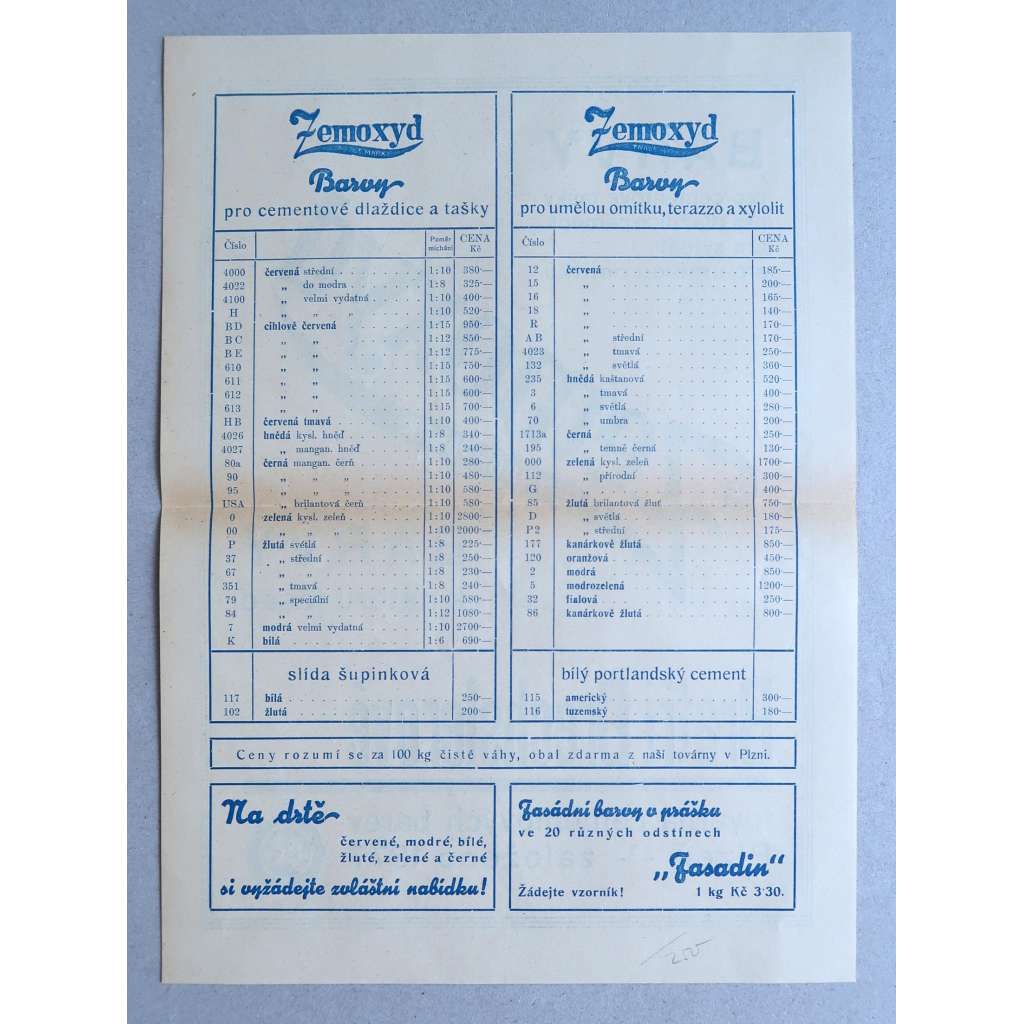 Zemoxyd
TRADE MARK
Barvy
pro cementové dlaždice a tašky
Číslo Poměr míchání CENA Kč
4000 červená střední 1:10 380·—
4022 „ do modra 1:8 325·—
4100 „ velmi vydatná 1:10 400·—
H „ „ „ 1:10 520·—
BD cihlově červená 1:15 950·—
BC „ „ 1:12 850·—
BE „ „ 1:12 775·—
610 „ „ 1:15 750·—
611 „ „ 1:15 600·—
612 „ „ 1:15 600·—
613 „ „ 1:15 700·—
HB červená tmavá 1:10 400·—
4026 hnědá kysl. hněď 1:8 340·—
4027 „ mangan. hněď 1:8 240·—
80a černá mangan. čerň 1:10 280·—
90 „ „ „ 1:10 480·—
95 „ „ „ 1:10 580·—
USA „ brilantová čerň 1:10 580·—
0 zelená kysl. zeleň 1:10 2800·—
00 „ „ „ 1:10 2000·—
P žlutá světlá 1:8 225·—
37 „ střední 1:8 250·—
67 „ „ 1:8 230·—
351 „ tmavá 1:8 240·—
79 „ speciální 1:10 580·—
84 „ „ 1:12 1080·—
7 modrá velmi vydatná 1:10 2700·—
K bílá 1:6 690·—
slída šupinková
117 bílá 250·—
102 žlutá 200·—
Zemoxyd
TRADE MARK
Barvy
pro umělou omítku, terazzo a xylolit
Číslo CENA Kč
12 červená 185·—
15 „ 200·—
16 „ 165·—
18 „ 140·—
R „ 170·—
AB „ střední 170·—
4023 „ tmavá 250·—
132 „ světlá 360·—
235 hnědá kaštanová 520·—
3 „ tmavá 400·—
6 „ světlá 280·—
70 „ umbra 200·—
1713a černá 250·—
195 „ temně černá 130·—
000 zelená kysl. zeleň 1700·—
112 „ přírodní 300·—
G „ 400·—
85 žlutá brilantová žluť 750·—
D „ světlá 180·—
P2 „ střední 175·—
177 kanárkově žlutá 850·—
120 oranžová 450·—
2 modrá 850·—
5 modrozelená 1200·—
32 fialová 250·—
86 kanárkově žlutá 800·—
bílý portlandský cement
115 americký 300·—
116 tuzemský 180·—
Ceny rozumí se za 100 kg čisté váhy, obal zdarma z naší továrny v Plzni.
Na drtě
červené, modré, bílé,
žluté, zelené a černé
si vyžádejte zvláštní nabídku!
Fasádní barvy v prášku
ve 20 různých odstínech
„Fasadin"
Žádejte vzorník! 1 kg Kč 3·30.